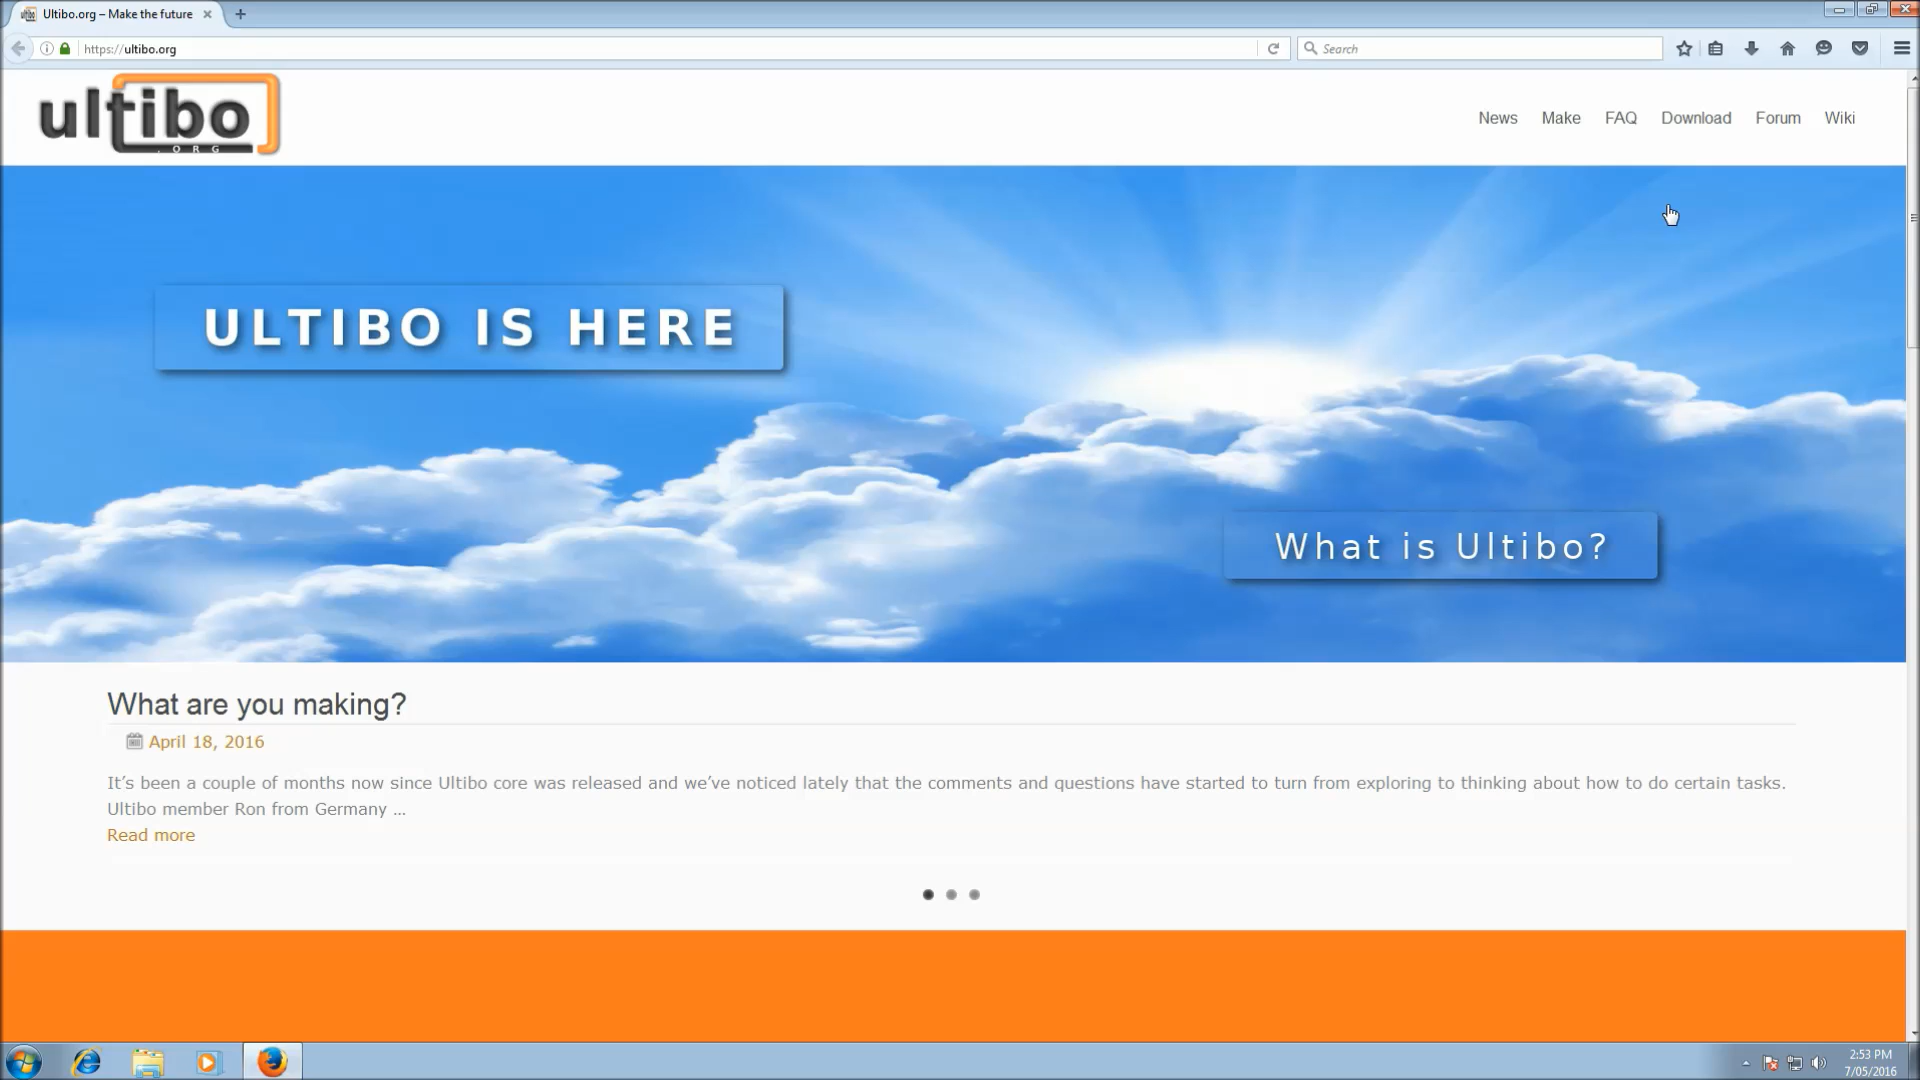 Ultibo.org – Make the future
https://ultibo.org
Search
ultibo
.ORG
News Make FAQ Download Forum Wiki
ULTIBO IS HERE
What is Ultibo?
What are you making?
April 18, 2016
It’s been a couple of months now since Ultibo core was released and we’ve noticed lately that the comments and questions have started to turn from exploring to thinking about how to do certain tasks.
Ultibo member Ron from Germany ...
Read more
2:53 PM
7/05/2016